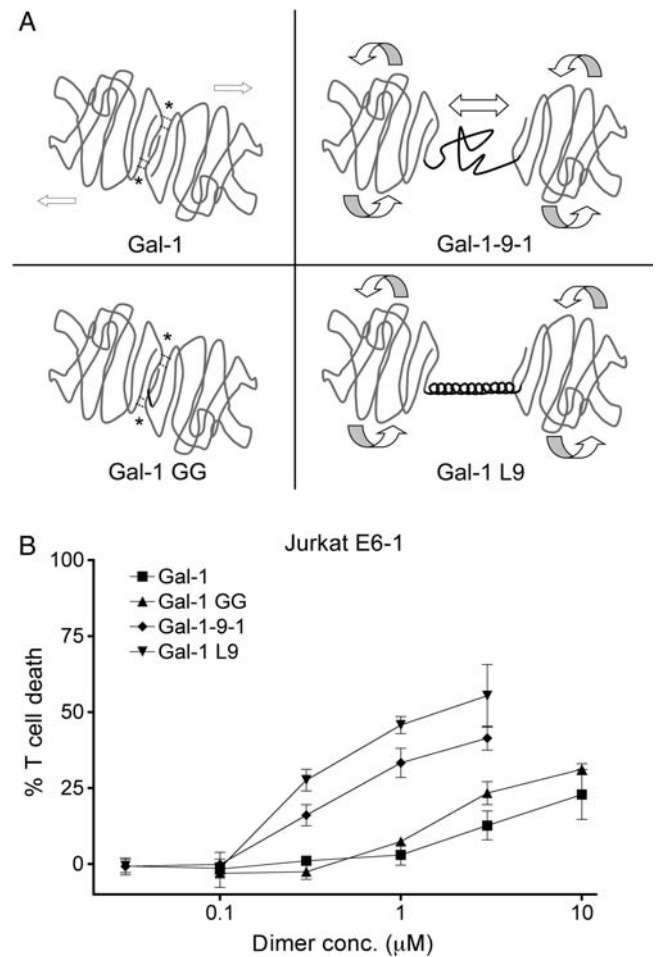 A
*
*
Gal-1
Gal-1-9-1
*
*
Gal-1 GG
Gal-1 L9
B
Jurkat E6-1
100
75
50
25
0
% T cell death
Gal-1
Gal-1 GG
Gal-1-9-1
Gal-1 L9
0.1
1
10
Dimer conc. (μM)